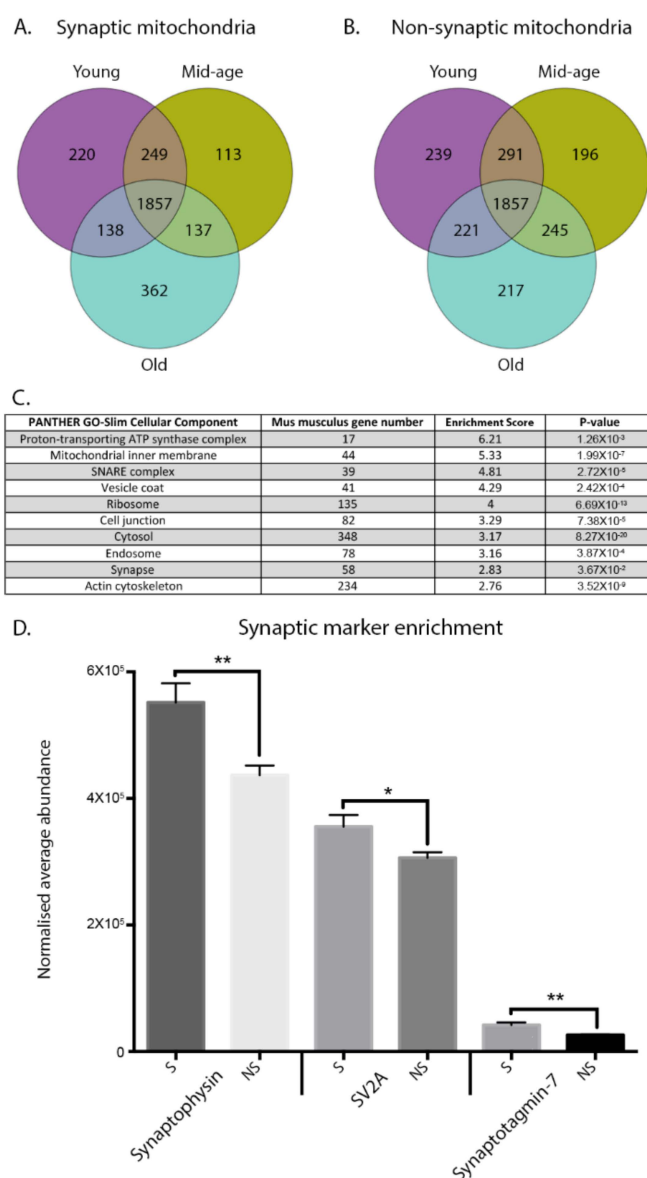 A. Synaptic mitochondria
B. Non-synaptic mitochondria
Young Mid-age
Young Mid-age
220 249 113
1857
138 137
362
Old
239 291 196
1857
221 245
217
Old
C.
PANTHER GO-Slim Cellular Component Mus musculus gene number Enrichment Score P-value
Proton-transporting ATP synthase complex 17 6.21 1.26X10⁻³
Mitochondrial inner membrane 44 5.33 1.99X10⁻⁷
SNARE complex 39 4.81 2.72X10⁻⁵
Vesicle coat 41 4.29 2.42X10⁻⁴
Ribosome 135 4 6.69X10⁻¹³
Cell junction 82 3.29 7.38X10⁻⁵
Cytosol 348 3.17 8.27X10⁻²⁰
Endosome 78 3.16 3.87X10⁻⁴
Synapse 58 2.83 3.67X10⁻²
Actin cytoskeleton 234 2.76 3.52X10⁻⁹
D. Synaptic marker enrichment
Normalised average abundance
6X10⁵
4X10⁵
2X10⁵
0
** * **
S NS S NS S NS
Synaptophysin SV2A Synaptotagmin-7